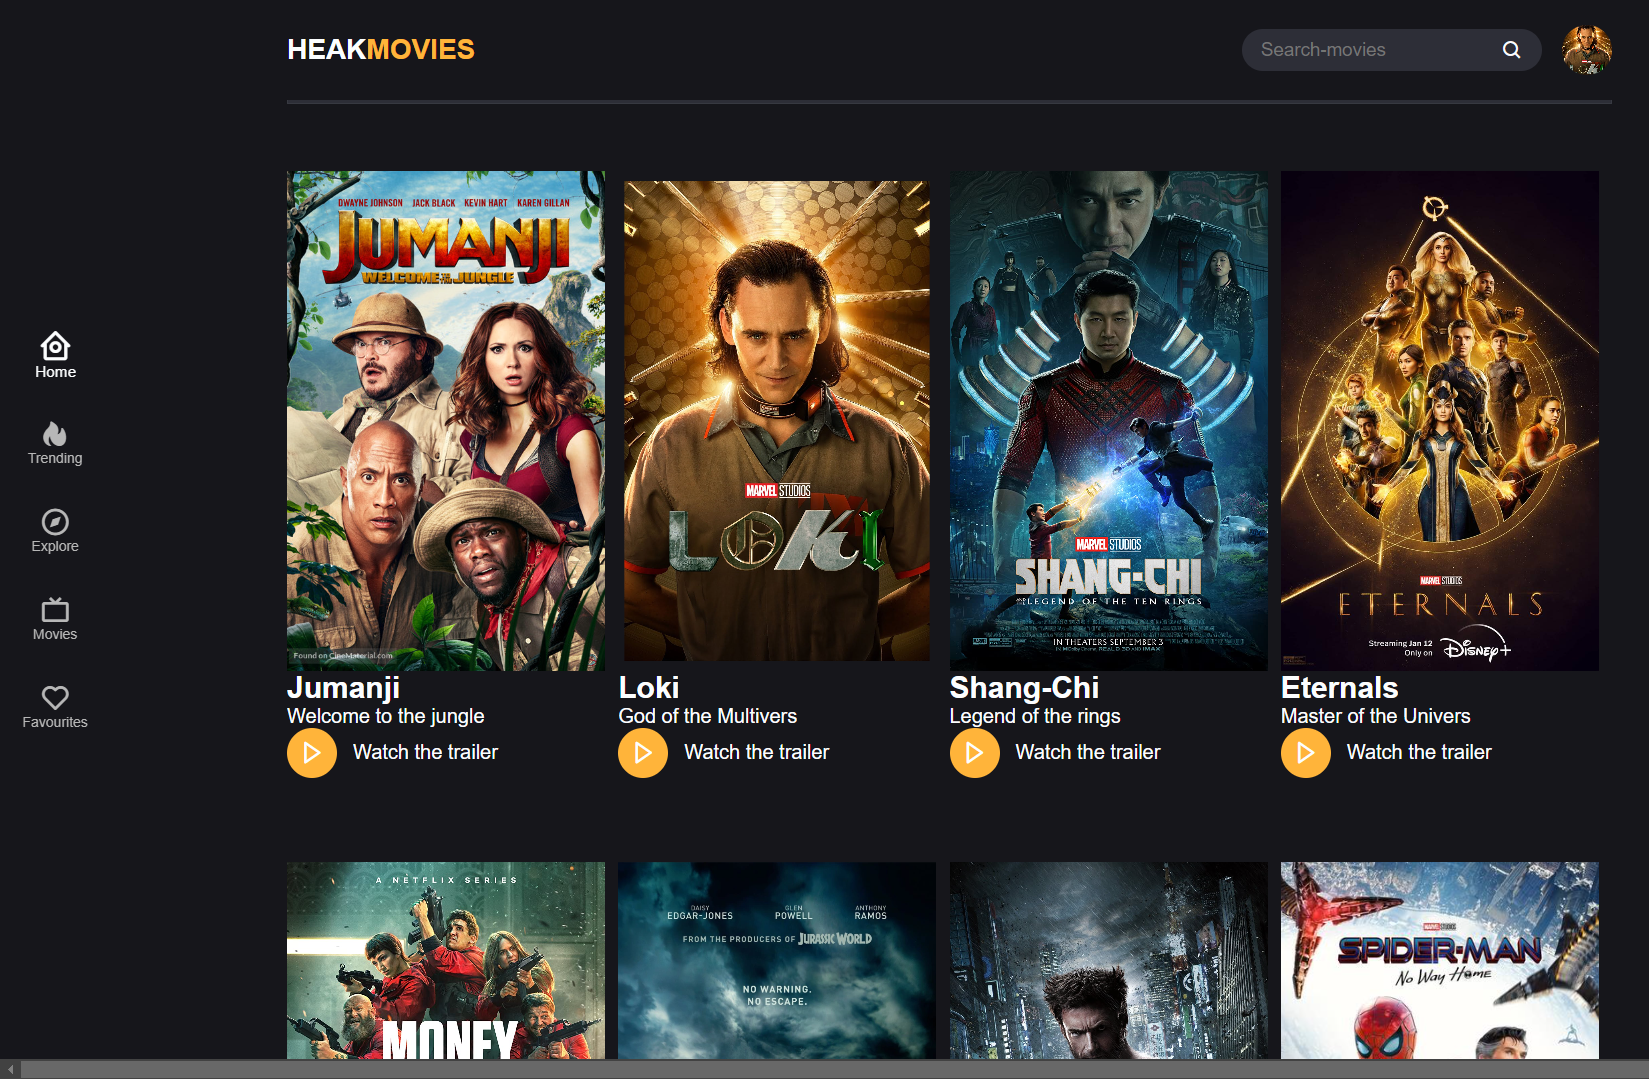 HEAKMOVIES
Search-movies
Home
Trending
Explore
Movies
Favourites
DWAYNE JOHNSON JACK BLACK KEVIN HART KAREN GILLAN
JUMANJI
WELCOME TO THE JUNGLE
Found on CineMaterial.com
Jumanji
Welcome to the jungle
Watch the trailer
MARVEL STUDIOS
LOKI
Loki
God of the Multivers
Watch the trailer
MARVEL STUDIOS
SHANG-CHI
AND THE LEGEND OF THE TEN RINGS
IN THEATERS SEPTEMBER 3
Shang-Chi
Legend of the rings
Watch the trailer
MARVEL STUDIOS
ETERNALS
Streaming Jan 12
Only on Disney+
Eternals
Master of the Univers
Watch the trailer
A NETFLIX SERIES
MONEY
DAISY EDGAR-JONES
GLEN POWELL
ANTHONY RAMOS
FROM THE PRODUCERS OF JURASSIC WORLD
NO WARNING.
NO ESCAPE.
MARVEL STUDIOS
SPIDER-MAN
No Way Home